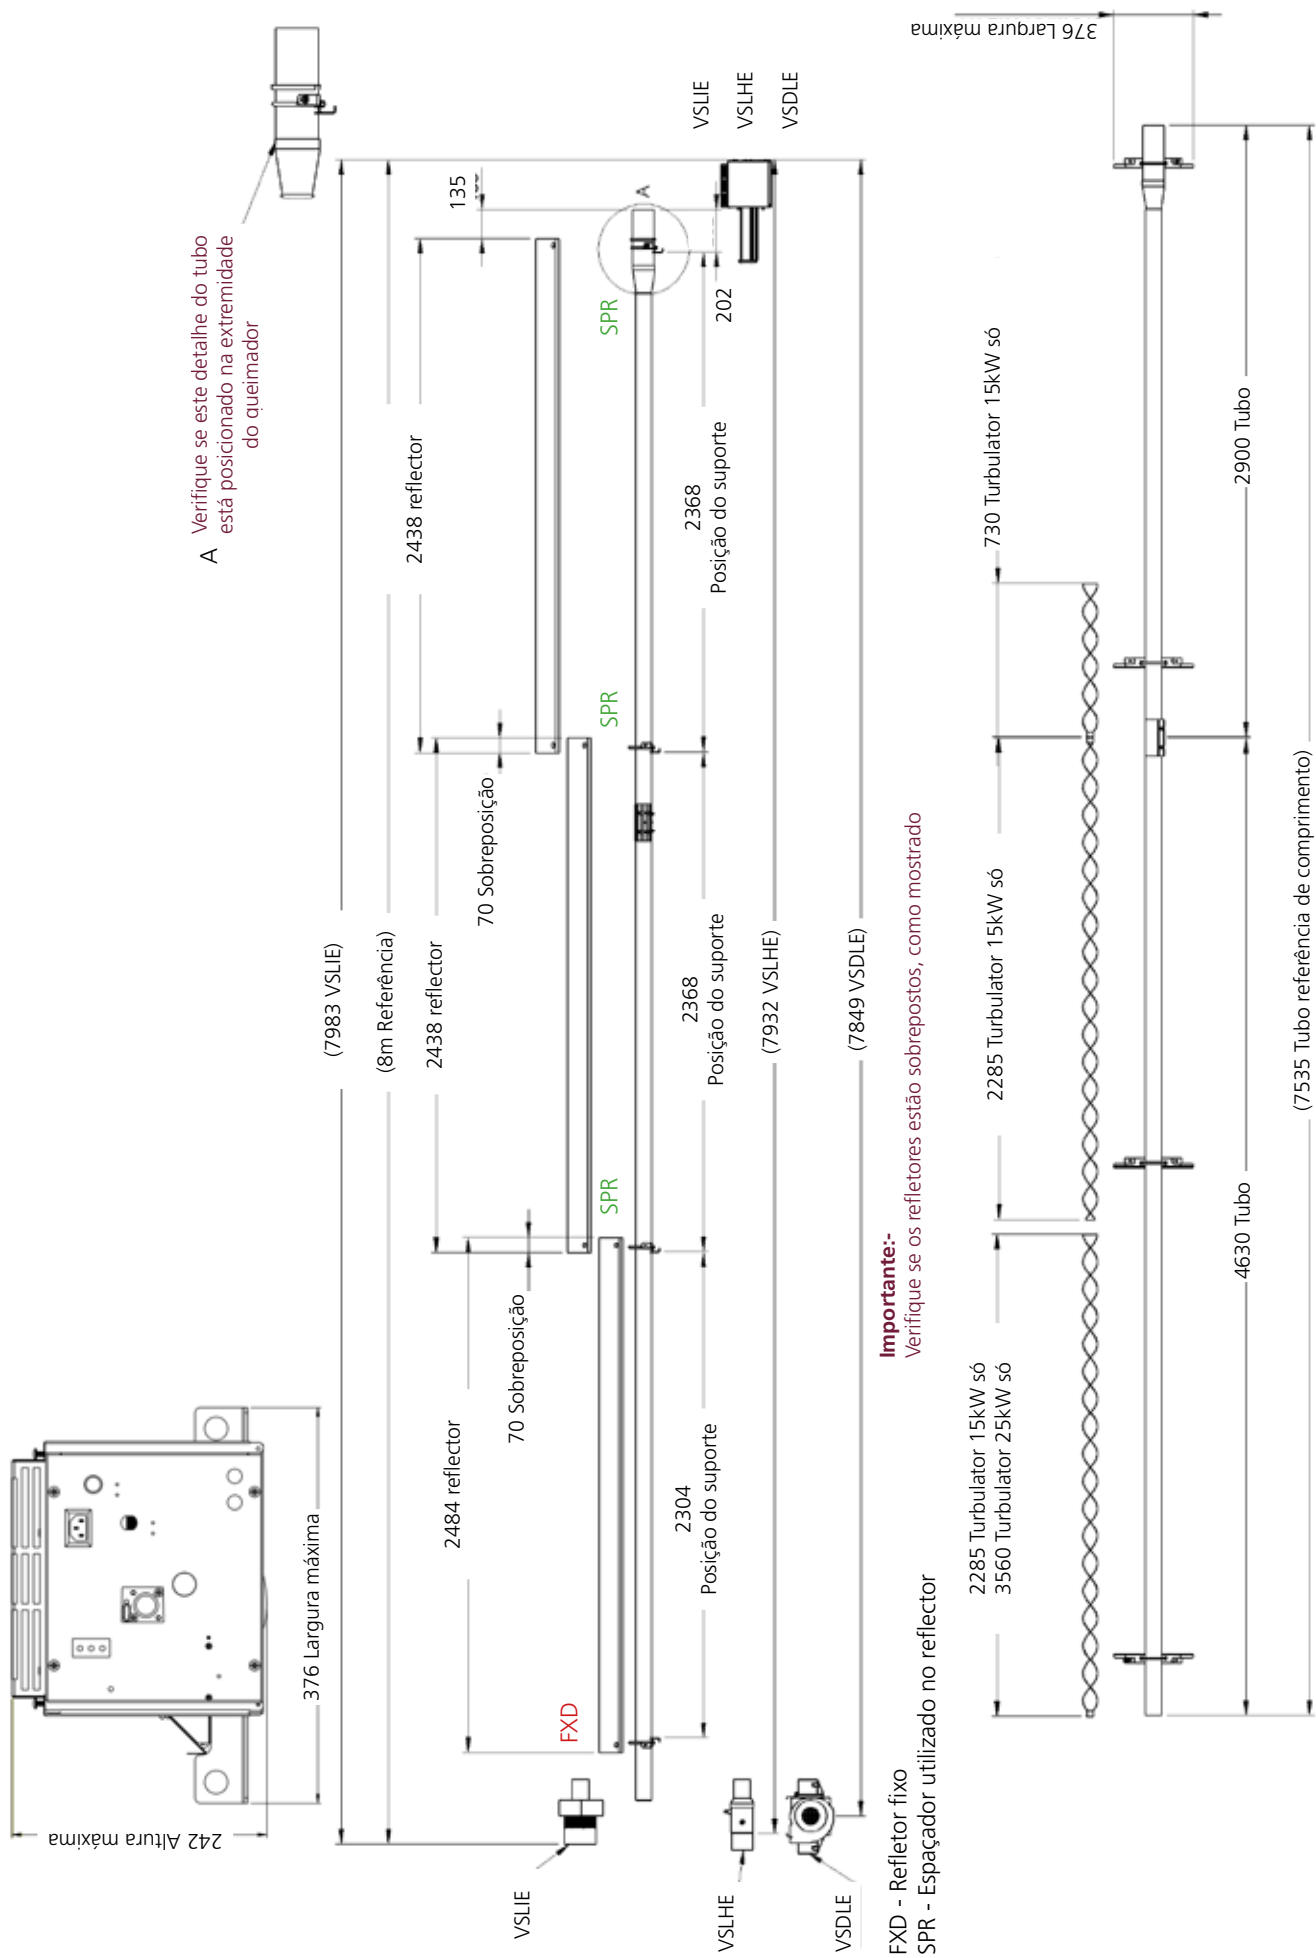 242 Altura máxima
376 Largura máxima
A
Verifique se este detalhe do tubo
está posicionado na extremidade
do queimador
(7983 VSLIE)
(8m Referência)
2438 reflector
135
2438 reflector
70 Sobreposição
2484 reflector
70 Sobreposição
FXD
SPR
SPR
SPR
A
VSLIE
VSLHE
VSDLE
202
2304
Posição do suporte
2368
Posição do suporte
2368
Posição do suporte
VSLIE
VSLHE
VSDLE
(7932 VSLHE)
(7849 VSDLE)
Importante:-
Verifique se os refletores estão sobrepostos, como mostrado
FXD - Refletor fixo
SPR - Espaçador utilizado no reflector
2285 Turbulator 15kW só
3560 Turbulator 25kW só
2285 Turbulator 15kW só
730 Turbulator 15kW só
376 Largura máxima
4630 Tubo
2900 Tubo
(7535 Tubo referência de comprimento)